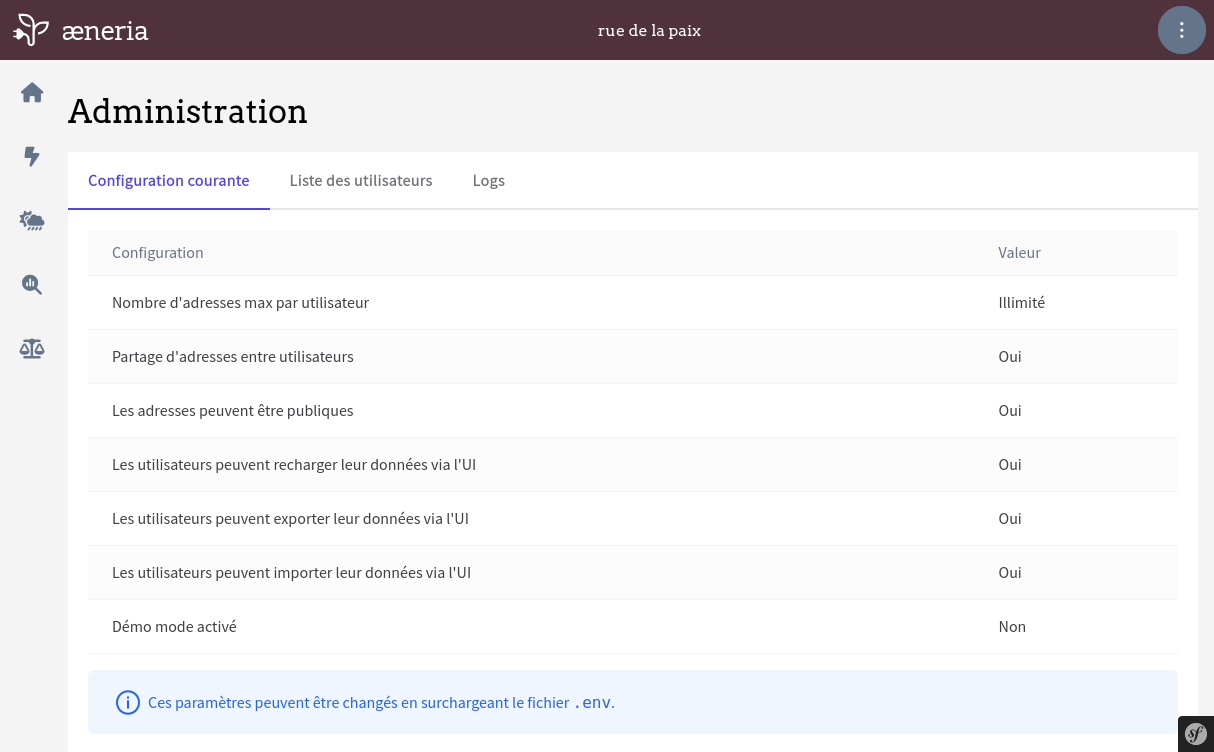 æneria
rue de la paix
Administration
Configuration courante
Liste des utilisateurs
Logs
Configuration Valeur
Nombre d'adresses max par utilisateur Illimité
Partage d'adresses entre utilisateurs Oui
Les adresses peuvent être publiques Oui
Les utilisateurs peuvent recharger leur données via l'UI Oui
Les utilisateurs peuvent exporter leur données via l'UI Oui
Les utilisateurs peuvent importer leur données via l'UI Oui
Démo mode activé Non
Ces paramètres peuvent être changés en surchargeant le fichier .env.
sf